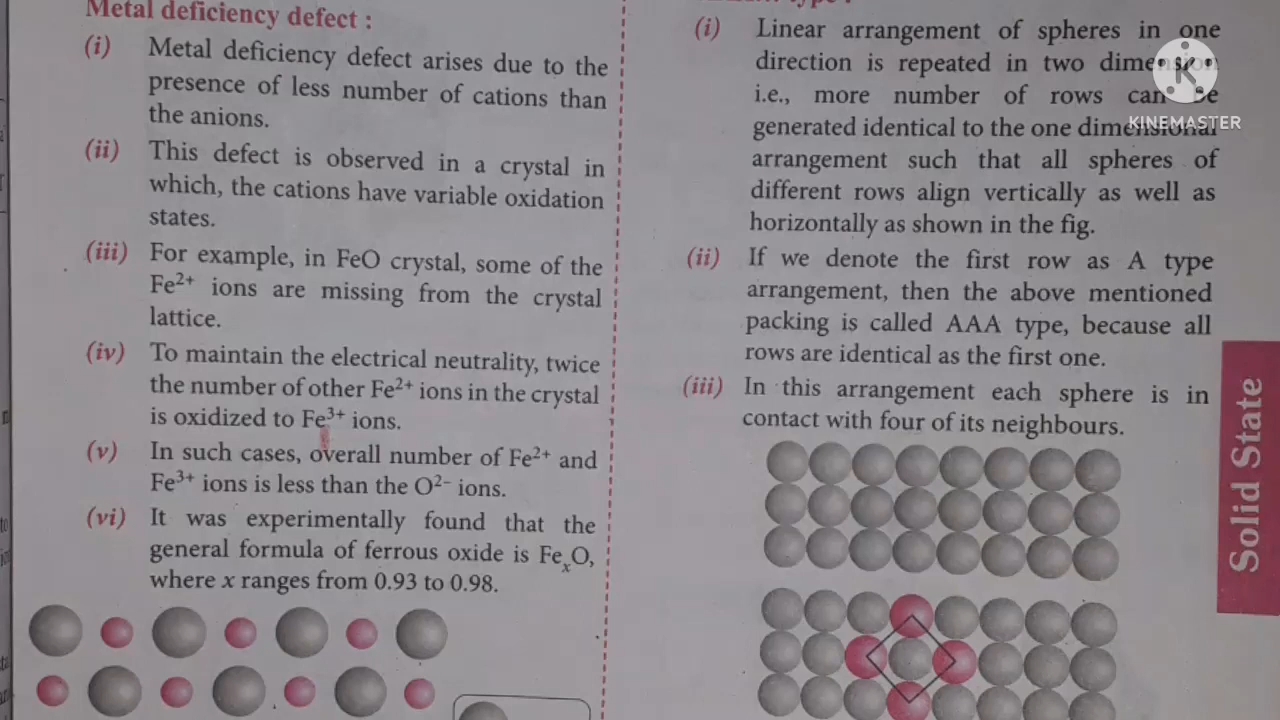 Metal deficiency defect :
(i) Metal deficiency defect arises due to the
presence of less number of cations than
the anions.
(ii) This defect is observed in a crystal in
which, the cations have variable oxidation
states.
(iii) For example, in FeO crystal, some of the
Fe²⁺ ions are missing from the crystal
lattice.
(iv) To maintain the electrical neutrality, twice
the number of other Fe²⁺ ions in the crystal
is oxidized to Fe³⁺ ions.
(v) In such cases, overall number of Fe²⁺ and
Fe³⁺ ions is less than the O²⁻ ions.
(vi) It was experimentally found that the
general formula of ferrous oxide is FeₓO,
where x ranges from 0.93 to 0.98.
(i) Linear arrangement of spheres in one
direction is repeated in two dimension
i.e., more number of rows can be
generated identical to the one dimensional
arrangement such that all spheres of
different rows align vertically as well as
horizontally as shown in the fig.
(ii) If we denote the first row as A type
arrangement, then the above mentioned
packing is called AAA type, because all
rows are identical as the first one.
(iii) In this arrangement each sphere is in
contact with four of its neighbours.
Solid State
K
KINEMASTER